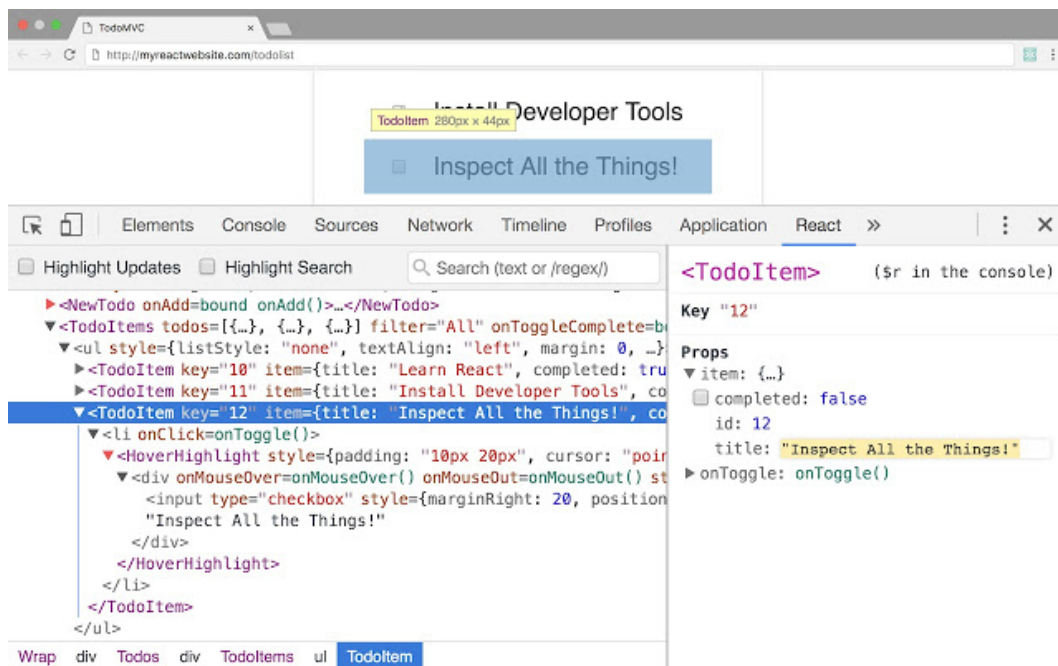 TodoMVC
http://myreactwebsite.com/todolist
Install Developer Tools
TodoItem 280px x 44px
Inspect All the Things!
Elements Console Sources Network Timeline Profiles Application React »
Highlight Updates Highlight Search Search (text or /regex/)
<NewTodo onAdd=bound onAdd()>…</NewTodo>
<TodoItems todos=[{…}, {…}, {…}] filter="All" onToggleComplete=b
<ul style={listStyle: "none", textAlign: "left", margin: 0, …}
<TodoItem key="10" item={title: "Learn React", completed: tru
<TodoItem key="11" item={title: "Install Developer Tools", co
<TodoItem key="12" item={title: "Inspect All the Things!", co
<li onClick=onToggle()>
<HoverHighlight style={padding: "10px 20px", cursor: "poin
<div onMouseOver=onMouseOver() onMouseOut=onMouseOut() st
<input type="checkbox" style={marginRight: 20, position
"Inspect All the Things!"
</div>
</HoverHighlight>
</li>
</TodoItem>
</ul>
Wrap div Todos div TodoItems ul TodoItem
<TodoItem> ($r in the console)
Key "12"
Props
item: {…}
completed: false
id: 12
title: "Inspect All the Things!"
onToggle: onToggle()